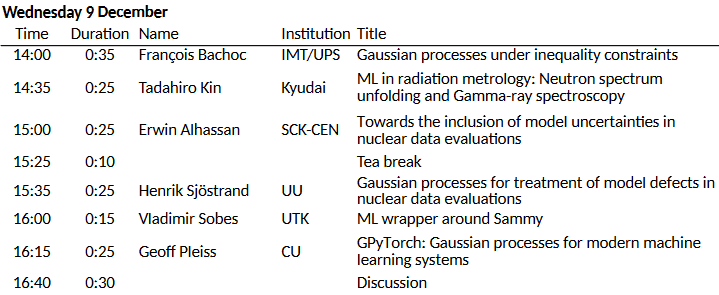 Wednesday 9 December
Time Duration Name Institution Title
14:00 0:35 François Bachoc IMT/UPS Gaussian processes under inequality constraints
14:35 0:25 Tadahiro Kin Kyudai ML in radiation metrology: Neutron spectrum
unfolding and Gamma-ray spectroscopy
15:00 0:25 Erwin Alhassan SCK-CEN Towards the inclusion of model uncertainties in
nuclear data evaluations
15:25 0:10 Tea break
15:35 0:25 Henrik Sjöstrand UU Gaussian processes for treatment of model defects in
nuclear data evaluations
16:00 0:15 Vladimir Sobes UTK ML wrapper around Sammy
16:15 0:25 Geoff Pleiss CU GPyTorch: Gaussian processes for modern machine
learning systems
16:40 0:30 Discussion